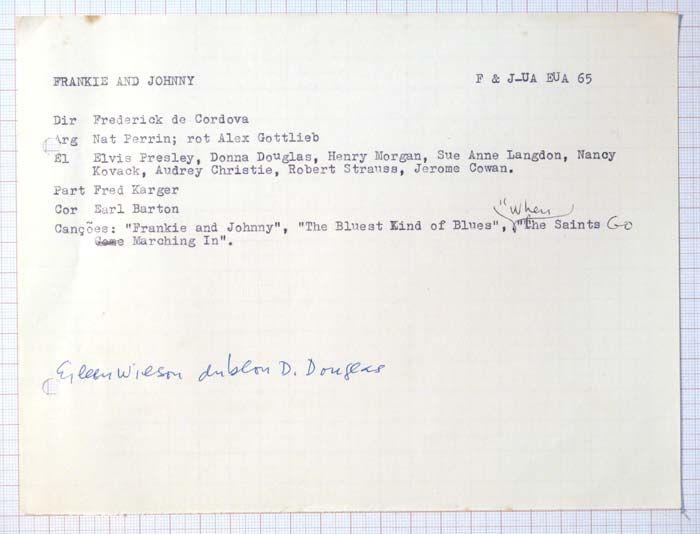 FRANKIE AND JOHNNY F & J-UA EUA 65
Dir Frederick de Cordova
Arg Nat Perrin; rot Alex Gottlieb
El Elvis Presley, Donna Douglas, Henry Morgan, Sue Anne Langdon, Nancy
Kovack, Audrey Christie, Robert Strauss, Jerome Cowan.
Part Fred Karger
Cor Earl Barton
"When
Canções: "Frankie and Johnny", "The Bluest Kind of Blues", "The Saints Go
Marching In".
Eileen Wilson dublou D. Douglas